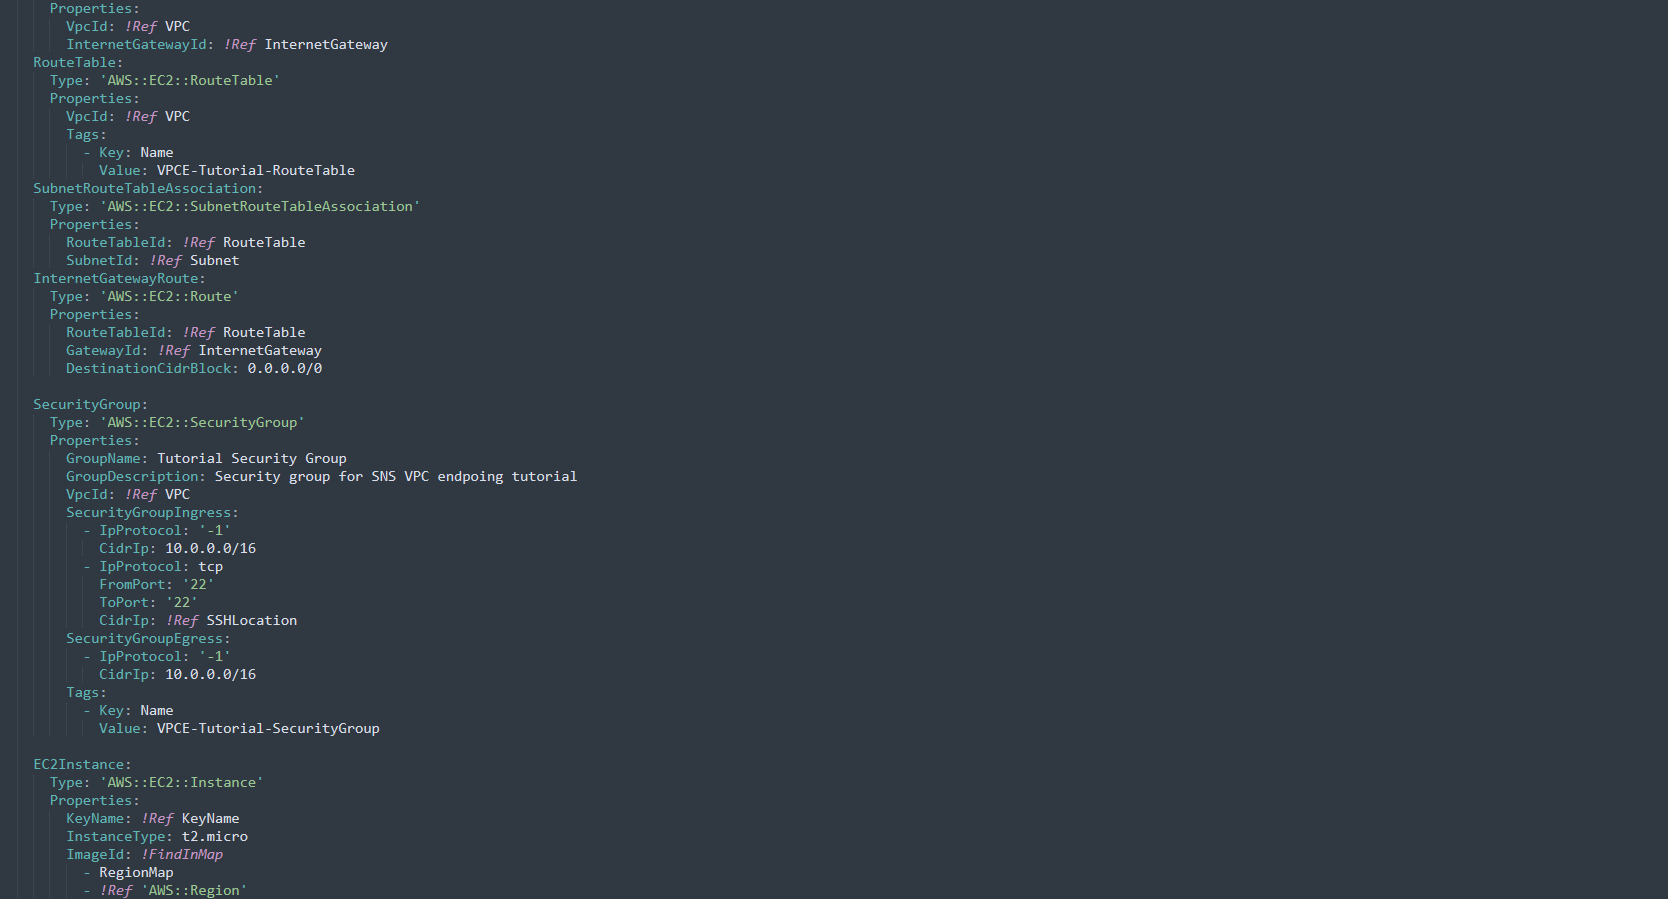 Properties:
VpcId: !Ref VPC
InternetGatewayId: !Ref InternetGateway
RouteTable:
Type: 'AWS::EC2::RouteTable'
Properties:
VpcId: !Ref VPC
Tags:
- Key: Name
Value: VPCE-Tutorial-RouteTable
SubnetRouteTableAssociation:
Type: 'AWS::EC2::SubnetRouteTableAssociation'
Properties:
RouteTableId: !Ref RouteTable
SubnetId: !Ref Subnet
InternetGatewayRoute:
Type: 'AWS::EC2::Route'
Properties:
RouteTableId: !Ref RouteTable
GatewayId: !Ref InternetGateway
DestinationCidrBlock: 0.0.0.0/0
SecurityGroup:
Type: 'AWS::EC2::SecurityGroup'
Properties:
GroupName: Tutorial Security Group
GroupDescription: Security group for SNS VPC endpoing tutorial
VpcId: !Ref VPC
SecurityGroupIngress:
- IpProtocol: '-1'
CidrIp: 10.0.0.0/16
- IpProtocol: tcp
FromPort: '22'
ToPort: '22'
CidrIp: !Ref SSHLocation
SecurityGroupEgress:
- IpProtocol: '-1'
CidrIp: 10.0.0.0/16
Tags:
- Key: Name
Value: VPCE-Tutorial-SecurityGroup
EC2Instance:
Type: 'AWS::EC2::Instance'
Properties:
KeyName: !Ref KeyName
InstanceType: t2.micro
ImageId: !FindInMap
- RegionMap
- !Ref 'AWS::Region'